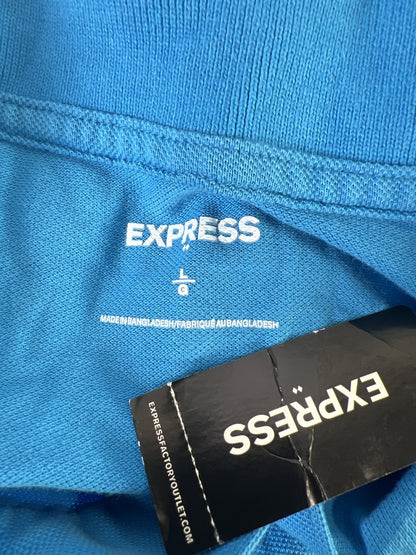 EXPRESS
L
G
MADE IN BANGLADESH/FABRIQUÉ AU BANGLADESH
EXPRESS
EXPRESSFACTORYOUTLET.COM